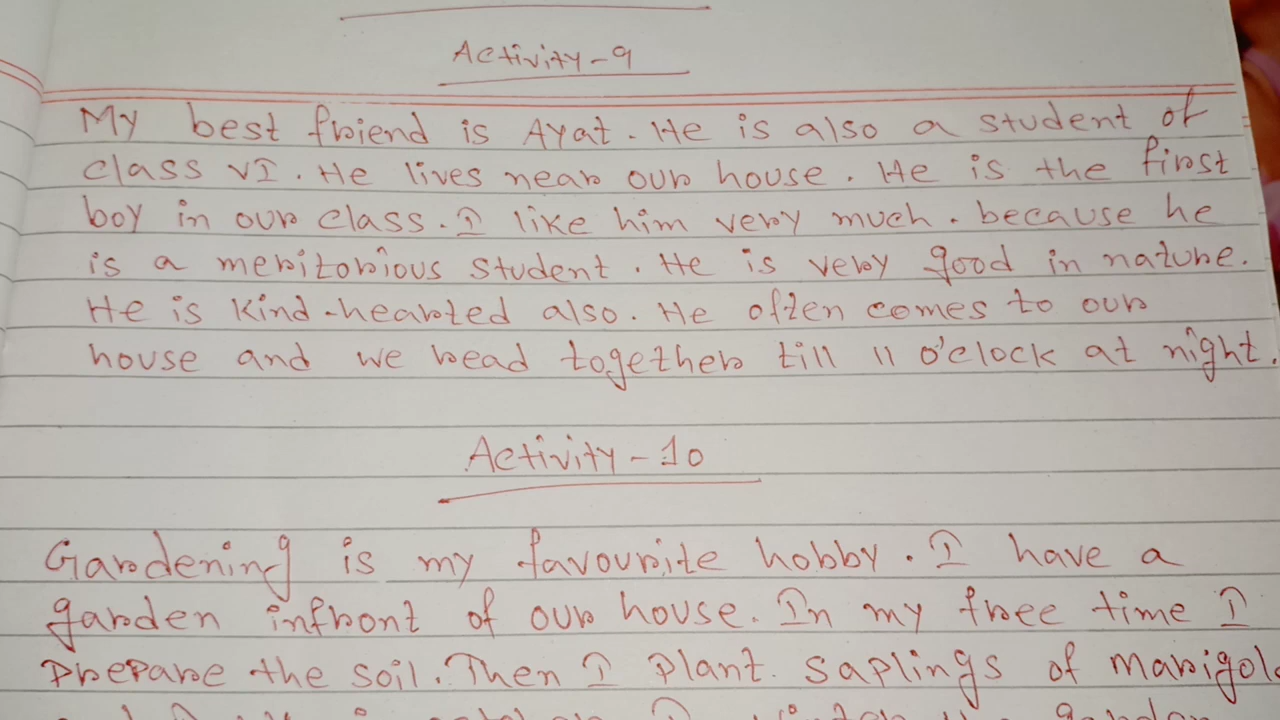 Activity-9
My best friend is Ayat. He is also a student of
class VI. He lives near our house. He is the first
boy in our class. I like him very much. because he
is a meritorious student. He is very good in nature.
He is kind-hearted also. He often comes to our
house and we read together till 11 o'clock at night.
Activity-10
Gardening is my favourite hobby. I have a
garden infront of our house. In my free time I
prepare the soil. Then I plant. saplings of marigold